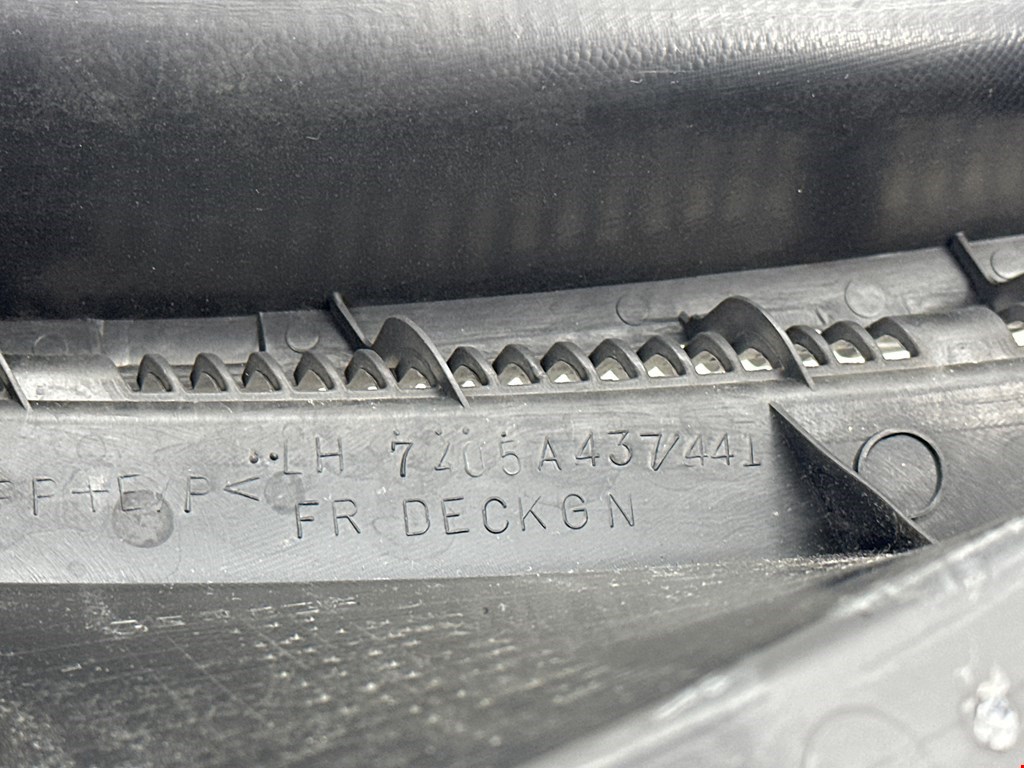 LH 7205A437/441
PP+E/P<
FR DECKGN